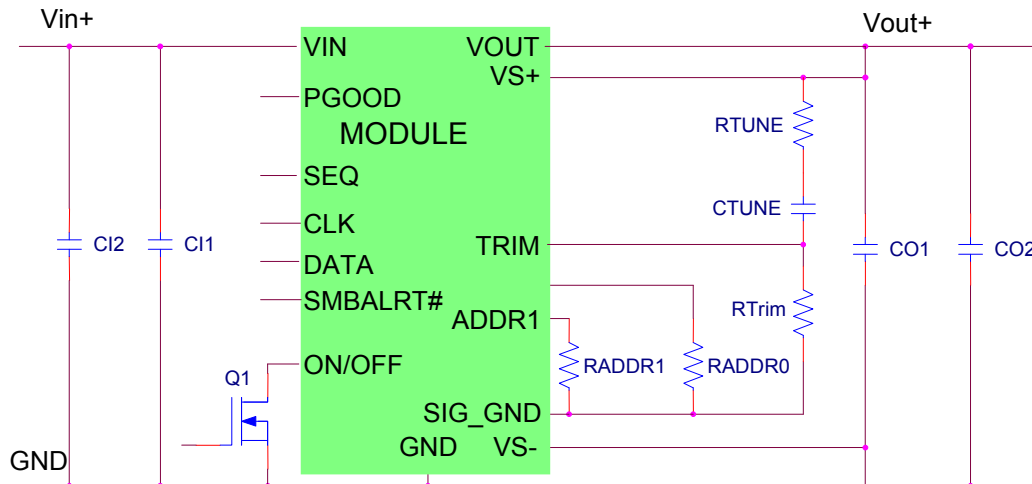 Vin+
Vout+
VIN
VOUT
VS+
PGOOD
RTUNE
MODULE
SEQ
CTUNE
CLK
TRIM
CI2
CI1
CO1
CO2
DATA
SMBALRT#
RTrim
ADDR1
ON/OFF
RADDR1
RADDR0
Q1
SIG_GND
GND
VS-
GND